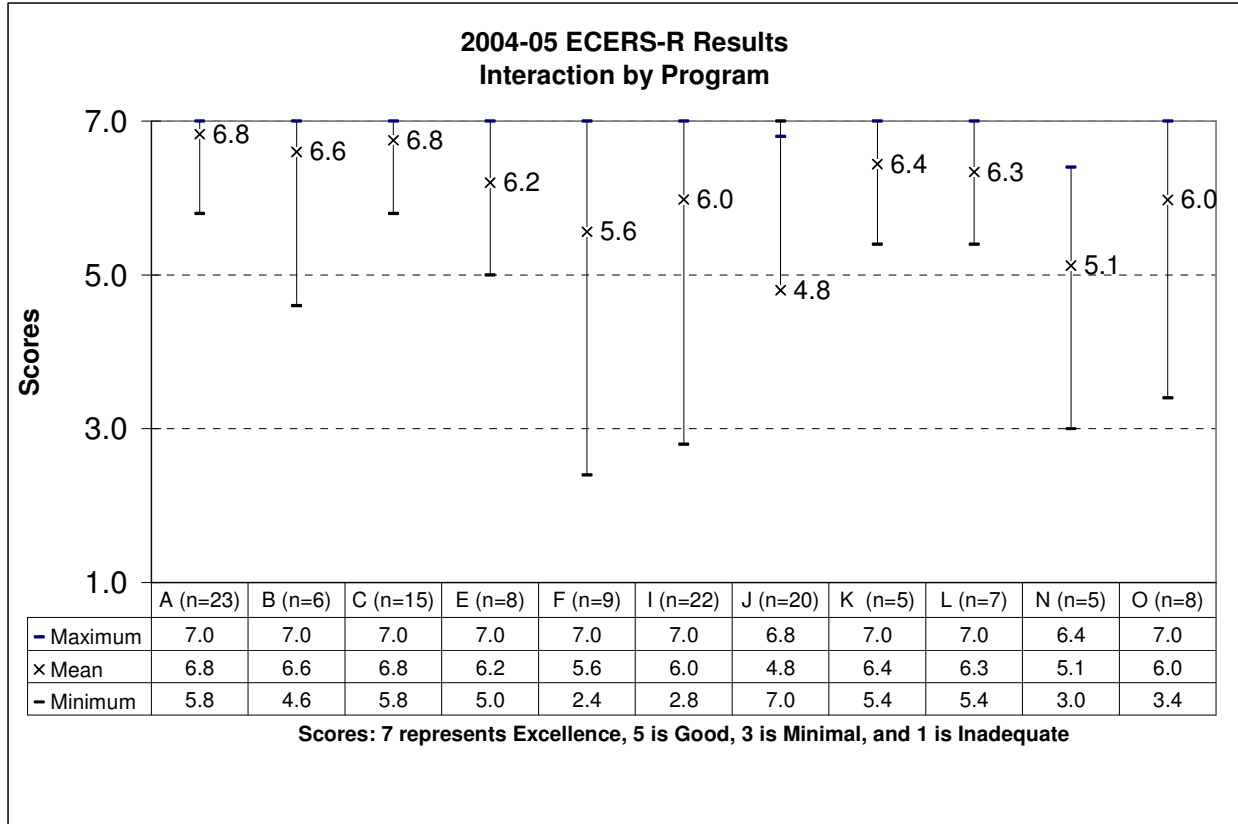 2004-05 ECERS-R Results
Interaction by Program
Scores
7.0
5.0
3.0
1.0
6.8
6.6
6.8
6.2
5.6
6.0
4.8
6.4
6.3
5.1
6.0
A (n=23) B (n=6) C (n=15) E (n=8) F (n=9) I (n=22) J (n=20) K (n=5) L (n=7) N (n=5) O (n=8)
Maximum 7.0 7.0 7.0 7.0 7.0 7.0 6.8 7.0 7.0 6.4 7.0
Mean 6.8 6.6 6.8 6.2 5.6 6.0 4.8 6.4 6.3 5.1 6.0
Minimum 5.8 4.6 5.8 5.0 2.4 2.8 7.0 5.4 5.4 3.0 3.4
Scores: 7 represents Excellence, 5 is Good, 3 is Minimal, and 1 is Inadequate